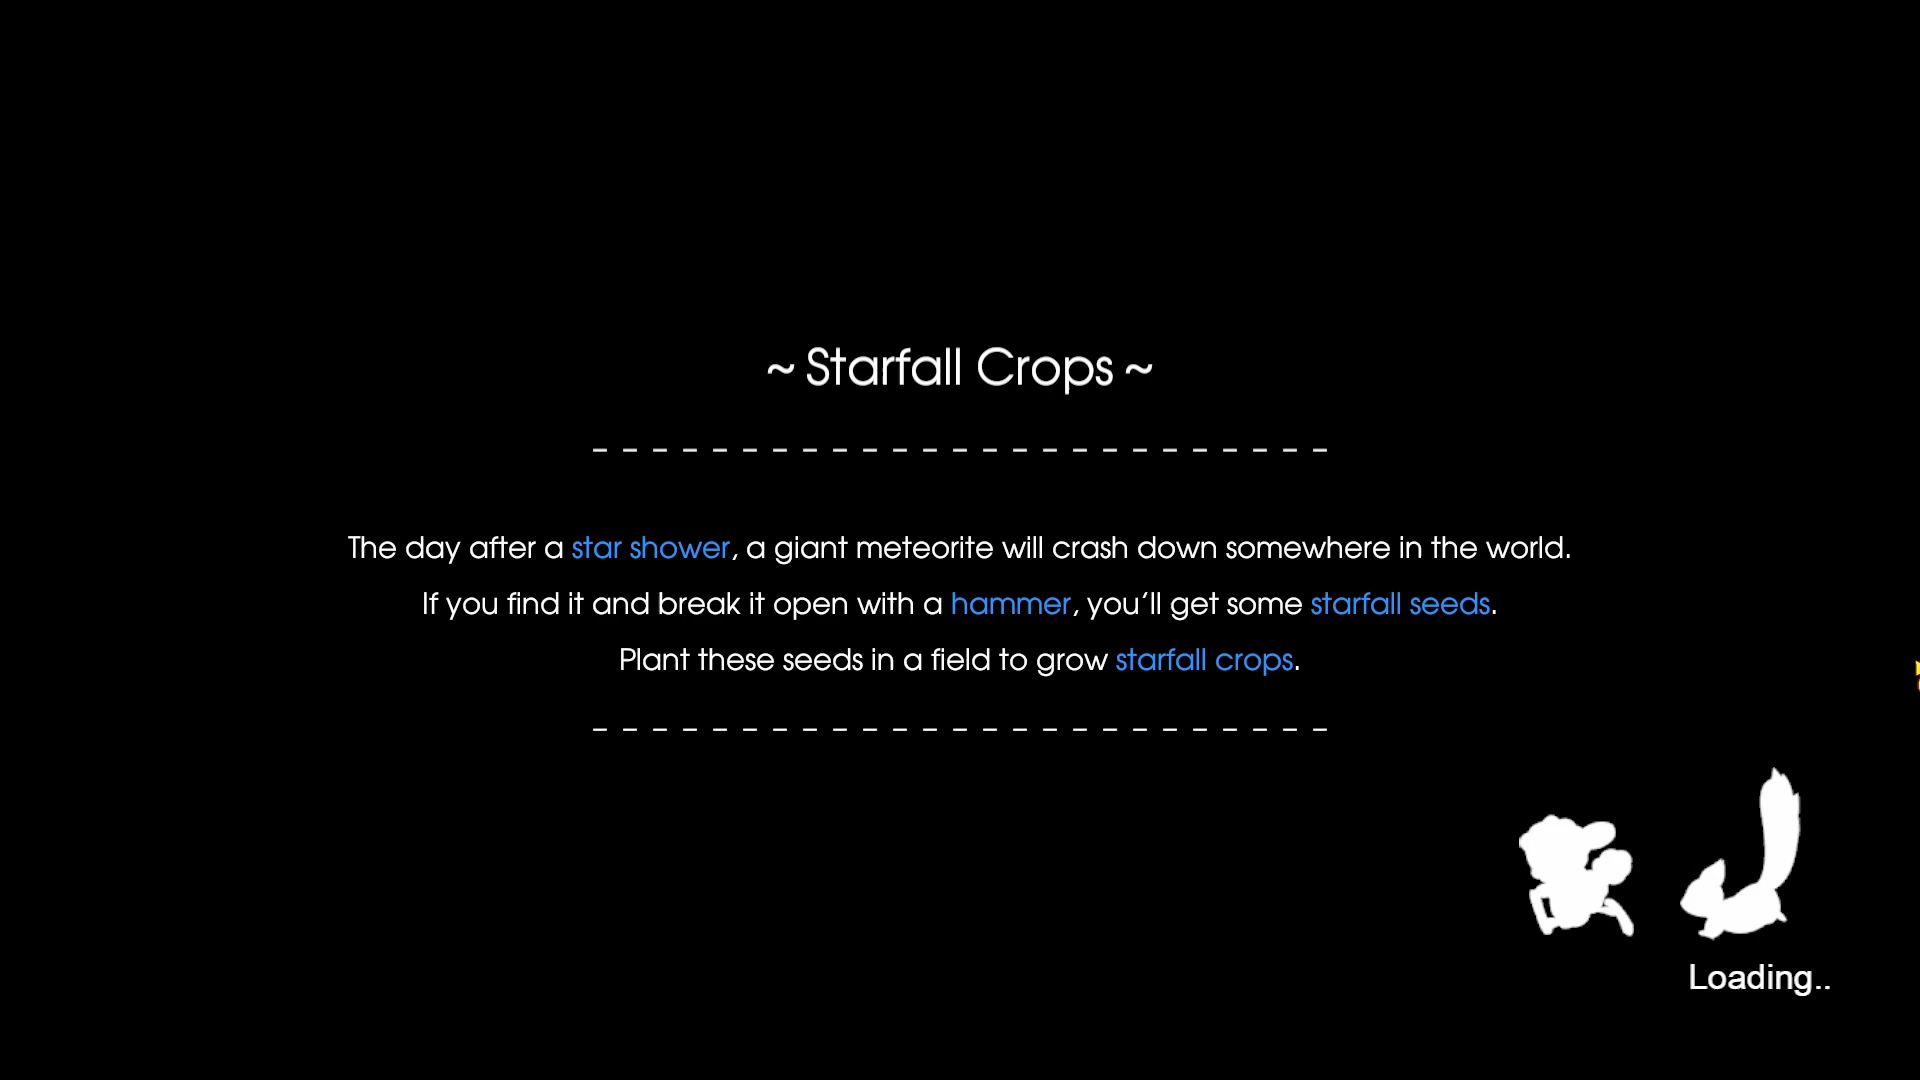 ~ Starfall Crops ~
– – – – – – – – – – – – – – – – – – – – – – – – –
The day after a star shower, a giant meteorite will crash down somewhere in the world.
If you find it and break it open with a hammer, you’ll get some starfall seeds.
Plant these seeds in a field to grow starfall crops.
– – – – – – – – – – – – – – – – – – – – – – – – –
Loading..